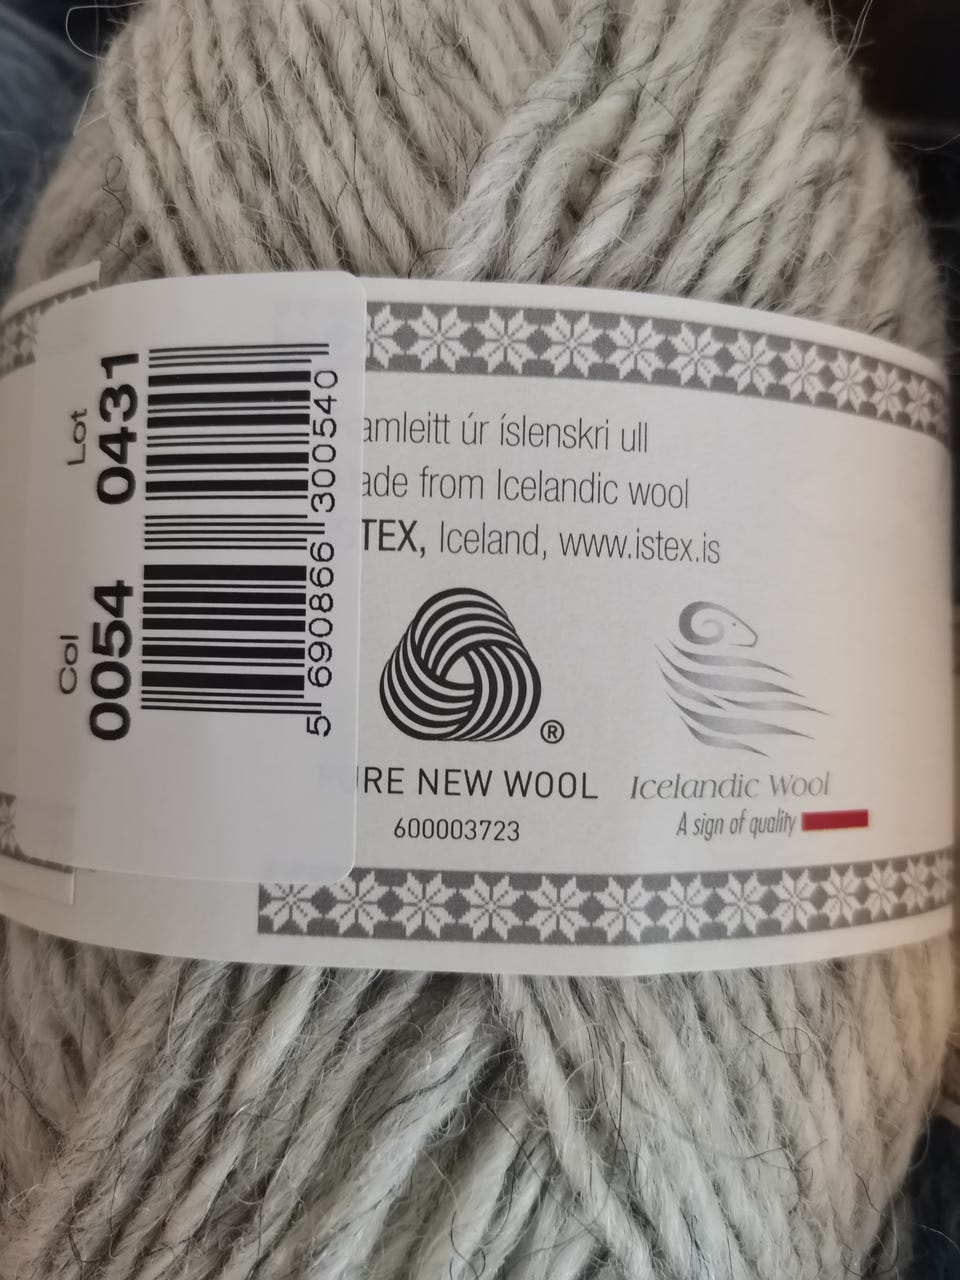 Lot
0431
Col
0054
5 690866 300540
amleitt úr íslenskri ull
ade from Icelandic wool
TEX, Iceland, www.istex.is
®
RE NEW WOOL
600003723
Icelandic Wool
A sign of quality